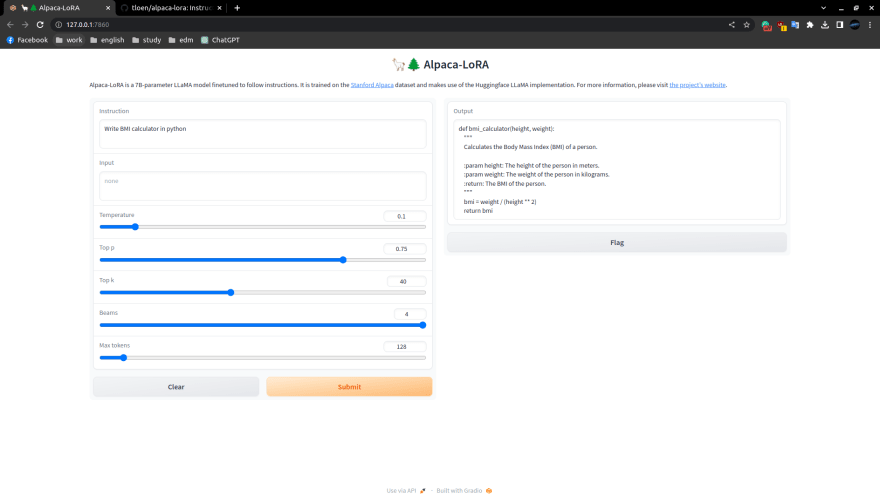 Alpaca-LoRA
tloen/alpaca-lora: Instruc
127.0.0.1:7860
Facebook work english study edm ChatGPT
Alpaca-LoRA
Alpaca-LoRA is a 7B-parameter LLaMA model finetuned to follow instructions. It is trained on the Stanford Alpaca dataset and makes use of the Huggingface LLaMA implementation. For more information, please visit the project's website.
Instruction
Write BMI calculator in python
Input
none
Temperature 0.1
Top p 0.75
Top k 40
Beams 4
Max tokens 128
Clear Submit
Output
def bmi_calculator(height, weight):
"""
Calculates the Body Mass Index (BMI) of a person.
:param height: The height of the person in meters.
:param weight: The weight of the person in kilograms.
:return: The BMI of the person.
"""
bmi = weight / (height ** 2)
return bmi
Flag
Use via API · Built with Gradio